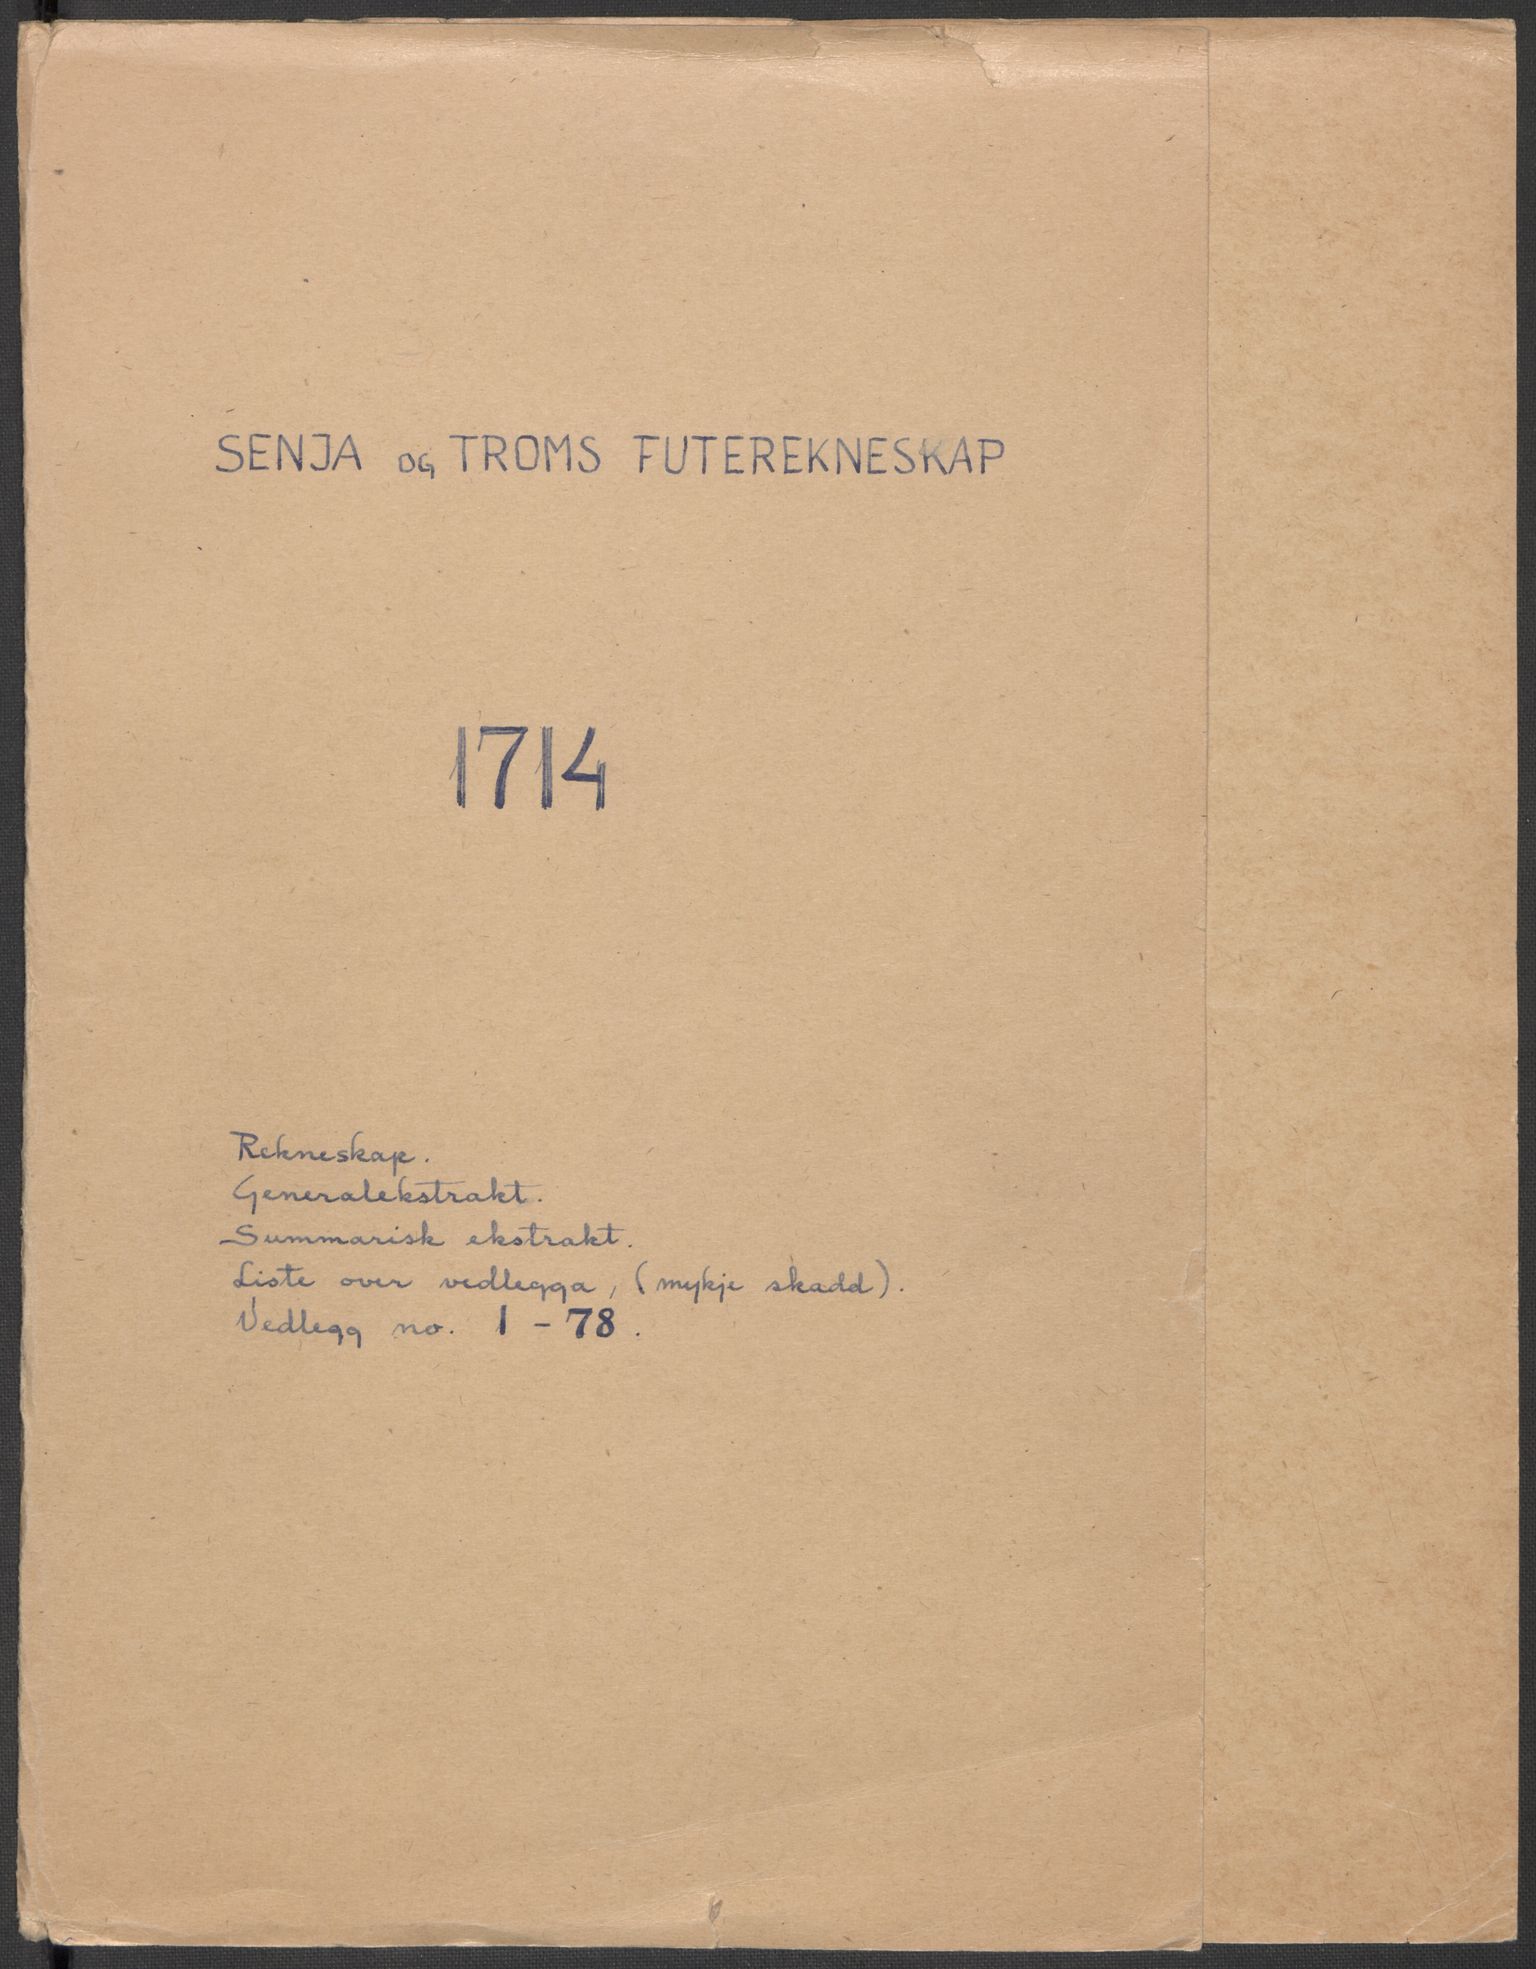 SENJA OG TROMS FUTEREKNESKAP
1714
Rekneskap.
Generalekstrakt.
Summarisk ekstrakt.
Liste over vedlegga, (mykje skadd).
Vedlegg no. 1 - 78.